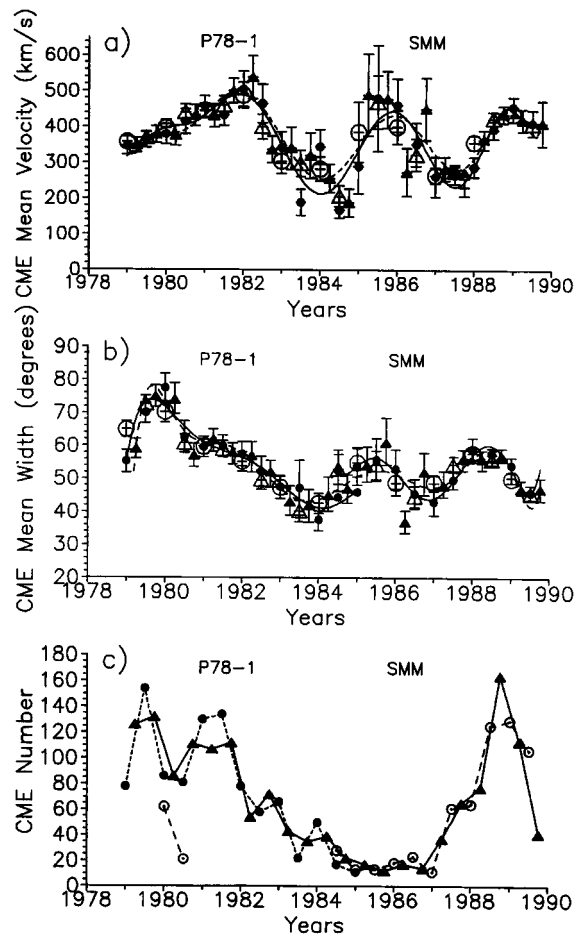 a) P78-1 SMM
CME Mean Velocity (km/s)
600
500
400
300
200
100
0
1978 1980 1982 1984 1986 1988 1990
Years
b) P78-1 SMM
CME Mean Width (degrees)
90
80
70
60
50
40
30
20
1978 1980 1982 1984 1986 1988 1990
Years
c) P78-1 SMM
CME Number
180
160
140
120
100
80
60
40
20
0
1978 1980 1982 1984 1986 1988 1990
Years